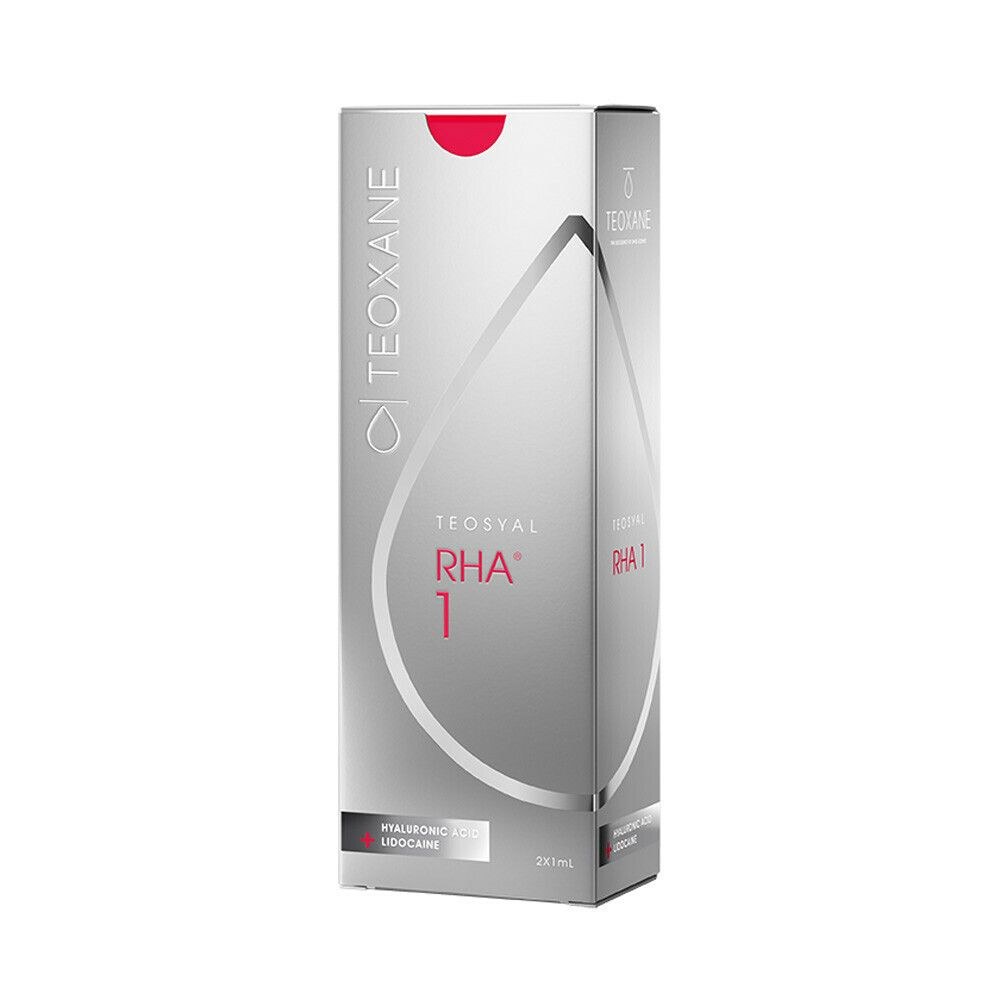 TEOXANE
TEOSYAL
RHA®
1
HYALURONIC ACID
+ LIDOCAINE
2X1mL
TEOXANE
TEOSYAL
RHA 1
HYALURONIC ACID
+ LIDOCAINE